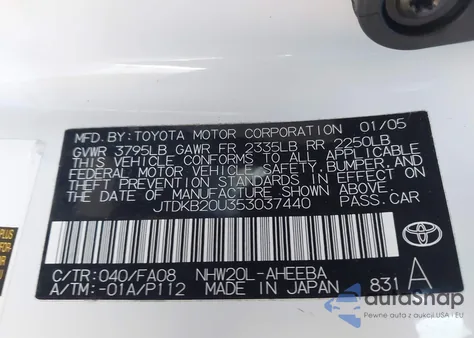 MFD. BY: TOYOTA MOTOR CORPORATION 01/05
GVWR 3795LB GAWR FR 2335LB RR 2250LB
THIS VEHICLE CONFORMS TO ALL APPLICABLE
FEDERAL MOTOR VEHICLE SAFETY, BUMPER, AND
THEFT PREVENTION STANDARDS IN EFFECT ON THE
DATE OF MANUFACTURE SHOWN ABOVE.
JTDKB20U353037440 PASS.CAR
TOYOTA
C/TR: 040/FA08 NHW20L-AHEEBA A
A/TM: -01A/P112 MADE IN JAPAN 831
autaShop
Pewne auta z aukcji USA i EU